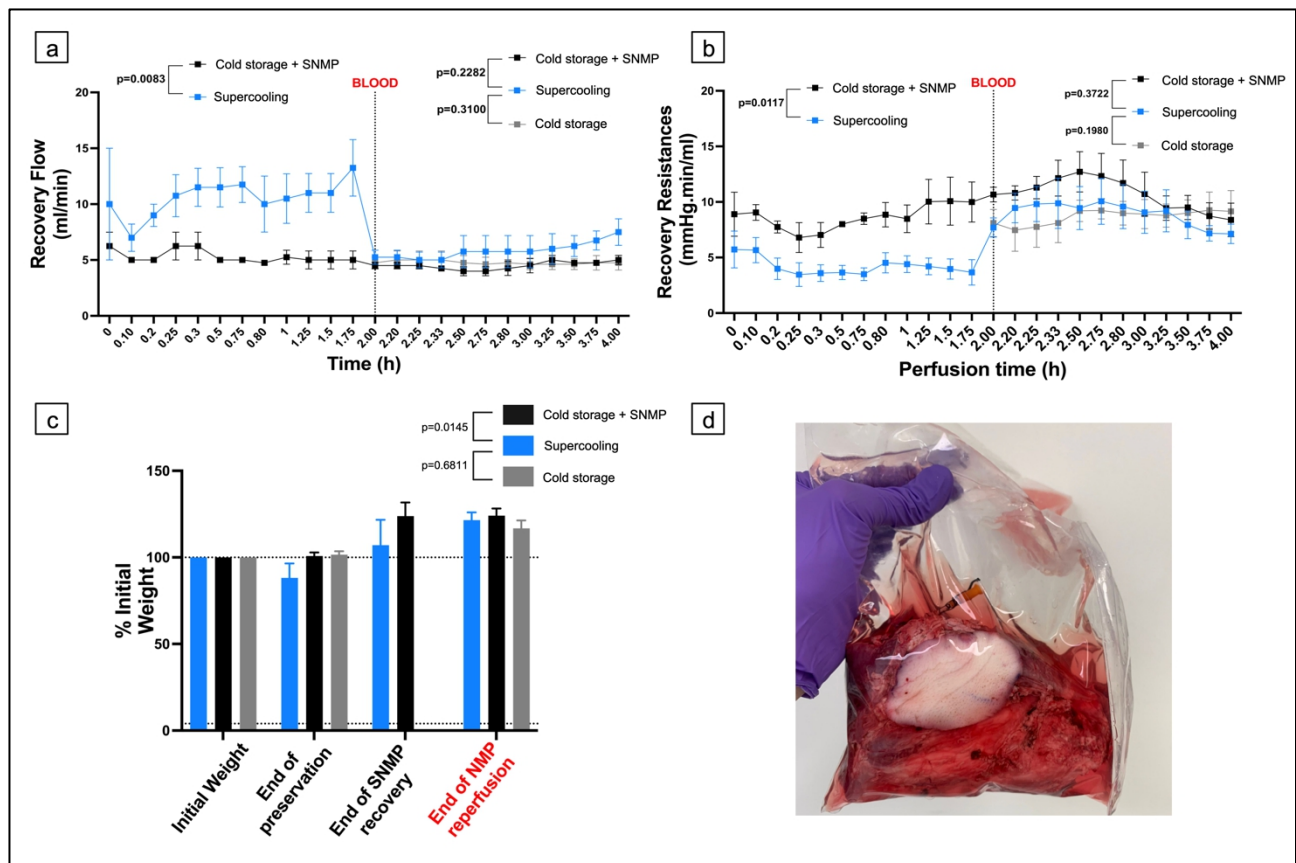 a
Cold storage + SNMP
p=0.0083
Supercooling
BLOOD
Cold storage + SNMP
p=0.2282
Supercooling
p=0.3100
Cold storage
Recovery Flow
(ml/min)
20
15
10
5
0
0 0.10 0.2 0.25 0.3 0.5 0.75 0.80 1 1.25 1.5 1.75 2.00 2.20 2.25 2.33 2.50 2.75 2.80 3.00 3.25 3.50 3.75 4.00
Time (h)
b
Cold storage + SNMP
p=0.0117
Supercooling
BLOOD
Cold storage + SNMP
p=0.3722
Supercooling
p=0.1980
Cold storage
Recovery Resistances
(mmHg.min/ml)
20
15
10
5
0
0 0.10 0.2 0.25 0.3 0.5 0.75 0.80 1 1.25 1.5 1.75 2.00 2.20 2.25 2.33 2.50 2.75 2.80 3.00 3.25 3.50 3.75 4.00
Perfusion time (h)
c
Cold storage + SNMP
p=0.0145
Supercooling
p=0.6811
Cold storage
% Initial
Weight
150
100
50
0
Initial Weight
End of
preservation
End of SNMP
recovery
End of NMP
reperfusion
d